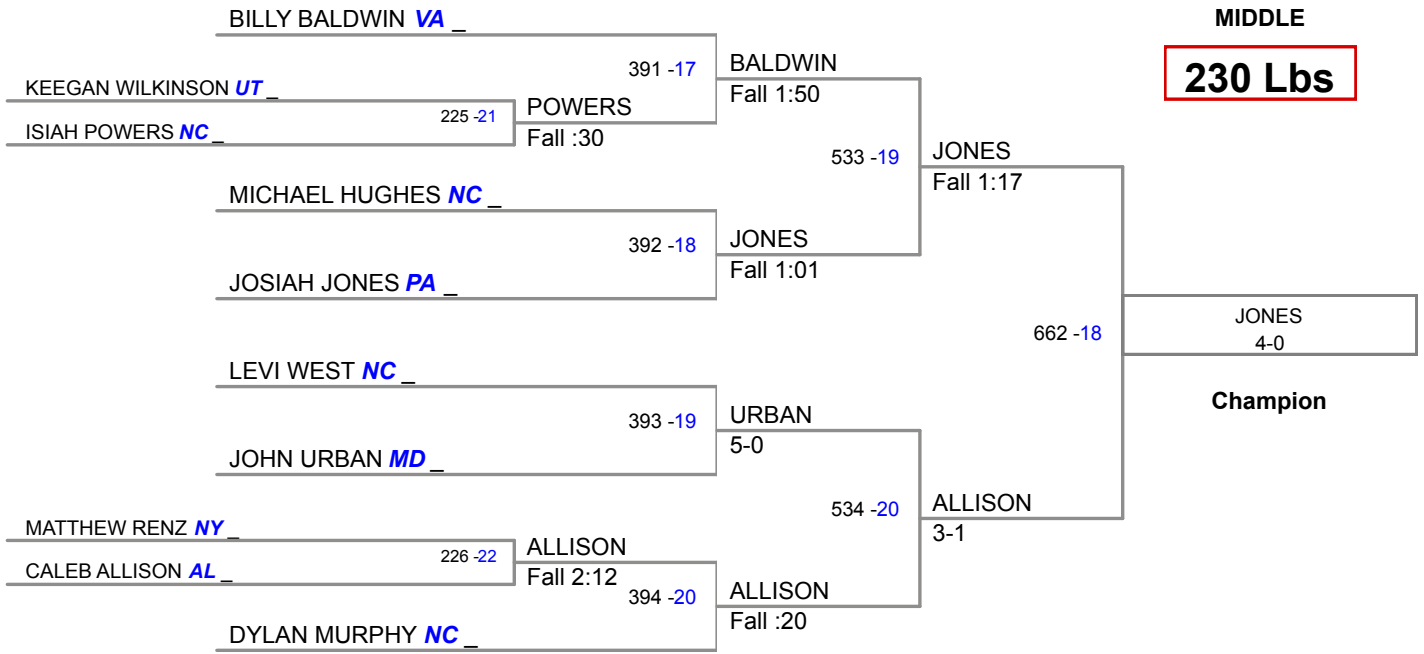 BILLY BALDWIN VA _
MIDDLE
230 Lbs
391 -17
BALDWIN
Fall 1:50
KEEGAN WILKINSON UT _
225 -21
POWERS
Fall :30
ISIAH POWERS NC _
533 -19
JONES
Fall 1:17
MICHAEL HUGHES NC _
392 -18
JONES
Fall 1:01
JOSIAH JONES PA _
662 -18
JONES
4-0
Champion
LEVI WEST NC _
393 -19
URBAN
5-0
JOHN URBAN MD _
534 -20
ALLISON
3-1
MATTHEW RENZ NY _
226 -22
ALLISON
Fall 2:12
CALEB ALLISON AL _
394 -20
ALLISON
Fall :20
DYLAN MURPHY NC _